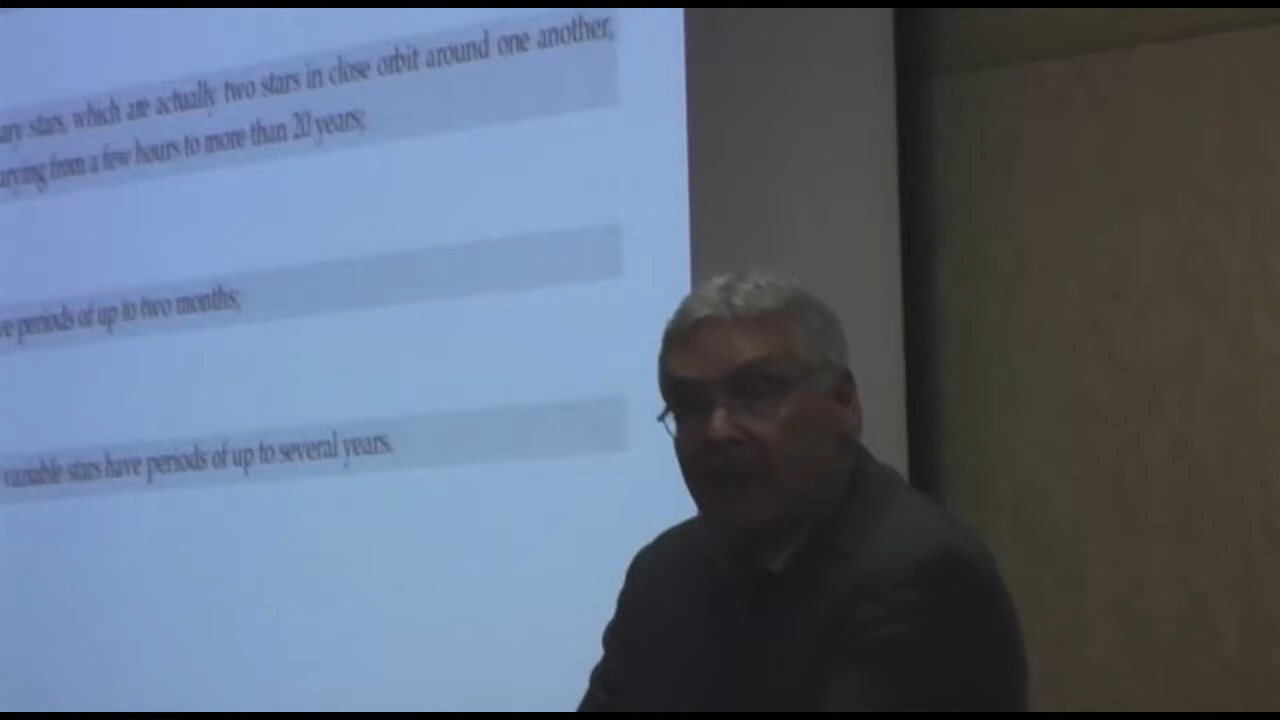 ary stars, which are actually two stars in close orbit around one another,
arying from a few hours to more than 20 years;
ve periods of up to two months;
variable stars have periods of up to several years.